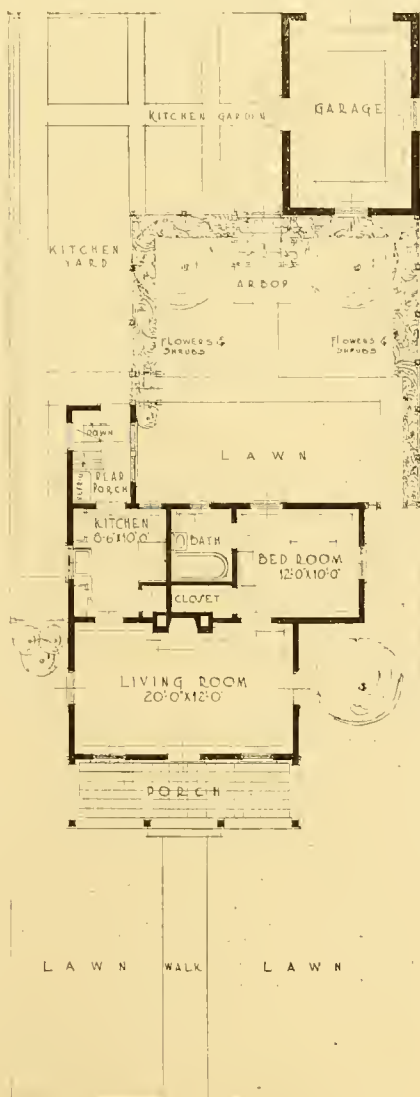 GARAGE
KITCHEN GARDEN
KITCHEN
YARD
ARBOR
FLOWERS &
SHRUBS
FLOWERS &
SHRUBS
DOWN
LAWN
REAR
PORCH
KITCHEN
8'-6"X10'-0"
BATH
BED ROOM
12'-0"X10'-0"
CLOSET
LIVING ROOM
20'-0"X12'-0"
PORCH
LAWN WALK LAWN